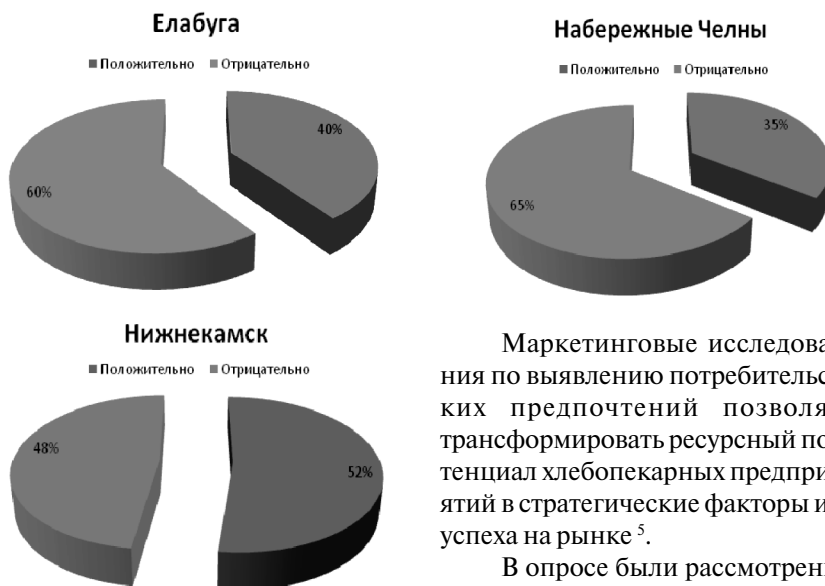 Елабуга
Положительно Отрицательно
40%
60%
Набережные Челны
Положительно Отрицательно
35%
65%
Нижнекамск
Положительно Отрицательно
48%
52%
Маркетинговые исследова
ния по выявлению потребительс
ких предпочтений позволя
трансформировать ресурсный по
тенциал хлебопекарных предпри
ятий в стратегические факторы и
успеха на рынке 5.
В опросе были рассмотрен